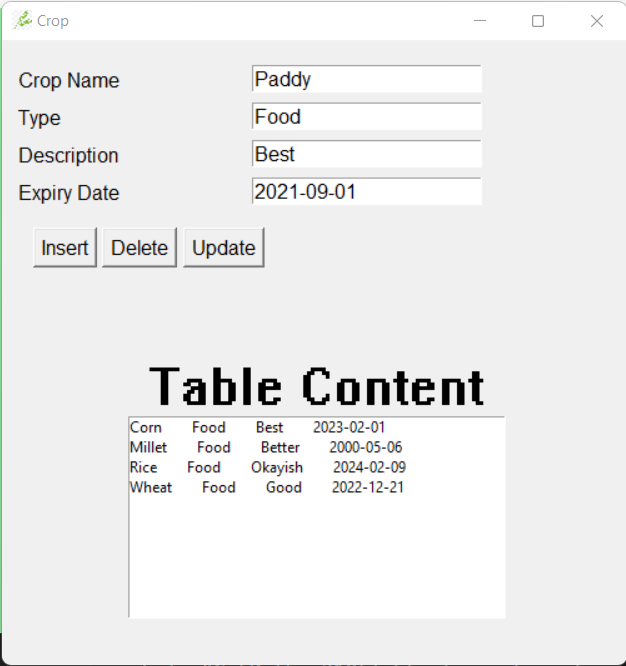 Crop
Crop Name Paddy
Type Food
Description Best
Expiry Date 2021-09-01
Insert Delete Update
Table Content
Corn Food Best 2023-02-01
Millet Food Better 2000-05-06
Rice Food Okayish 2024-02-09
Wheat Food Good 2022-12-21